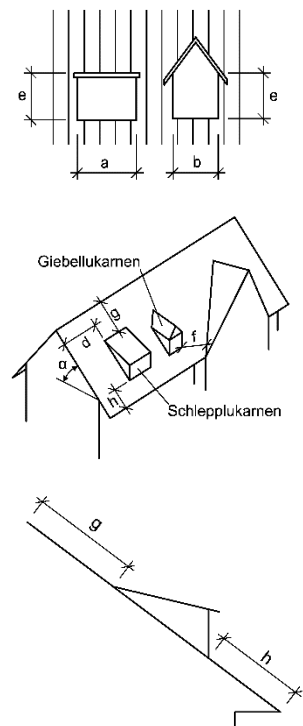 e
e
a
b
Giebellukarnen
g
d
f
α
h
Schlepplukarnen
g
h